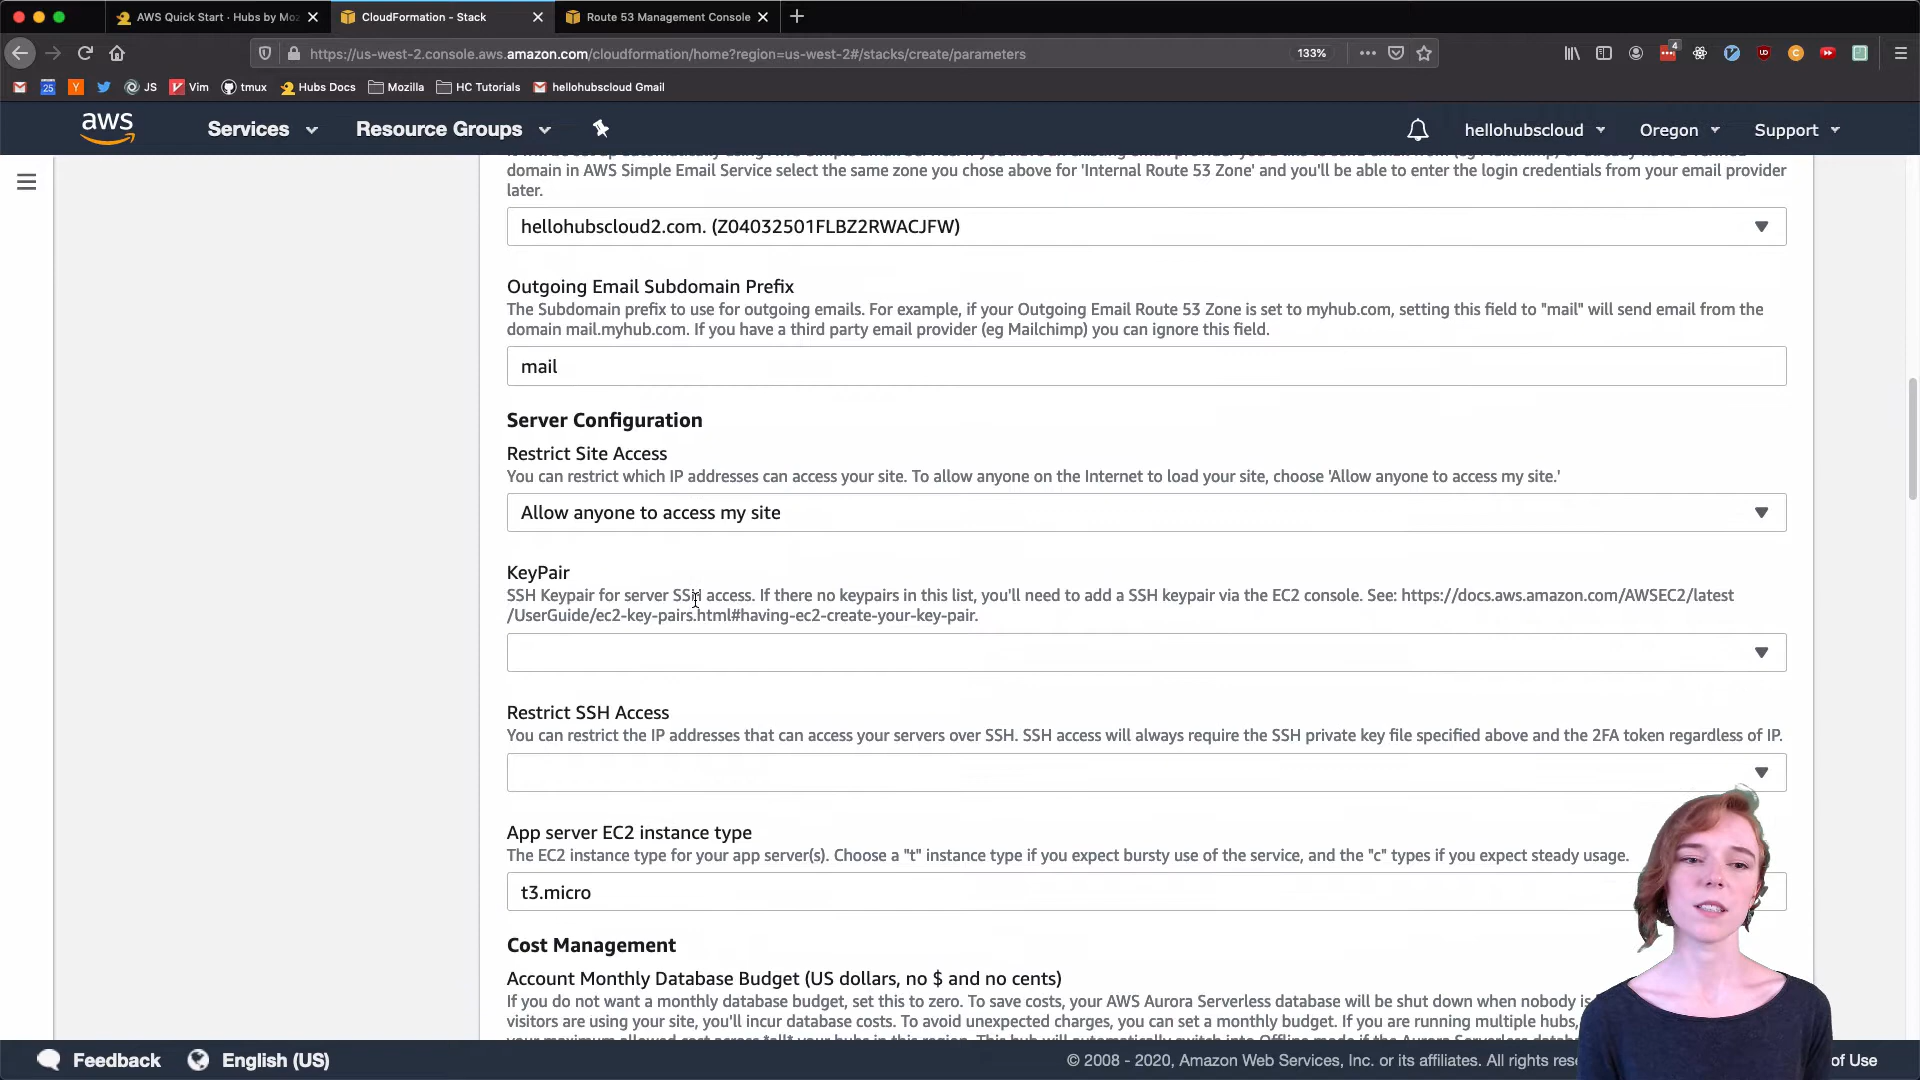 AWS Quick Start · Hubs by Moz
CloudFormation - Stack
Route 53 Management Console
https://us-west-2.console.aws.amazon.com/cloudformation/home?region=us-west-2#/stacks/create/parameters
133%
4
25
Y
JS
Vim
tmux
Hubs Docs
Mozilla
HC Tutorials
hellohubscloud Gmail
aws
Services
Resource Groups
hellohubscloud
Oregon
Support
domain in AWS Simple Email Service select the same zone you chose above for 'Internal Route 53 Zone' and you'll be able to enter the login credentials from your email provider
later.
hellohubscloud2.com. (Z04032501FLBZ2RWACJFW)
Outgoing Email Subdomain Prefix
The Subdomain prefix to use for outgoing emails. For example, if your Outgoing Email Route 53 Zone is set to myhub.com, setting this field to "mail" will send email from the
domain mail.myhub.com. If you have a third party email provider (eg Mailchimp) you can ignore this field.
mail
Server Configuration
Restrict Site Access
You can restrict which IP addresses can access your site. To allow anyone on the Internet to load your site, choose 'Allow anyone to access my site.'
Allow anyone to access my site
KeyPair
SSH Keypair for server SSH access. If there no keypairs in this list, you'll need to add a SSH keypair via the EC2 console. See: https://docs.aws.amazon.com/AWSEC2/latest
/UserGuide/ec2-key-pairs.html#having-ec2-create-your-key-pair.
Restrict SSH Access
You can restrict the IP addresses that can access your servers over SSH. SSH access will always require the SSH private key file specified above and the 2FA token regardless of IP.
App server EC2 instance type
The EC2 instance type for your app server(s). Choose a "t" instance type if you expect bursty use of the service, and the "c" types if you expect steady usage.
t3.micro
Cost Management
Account Monthly Database Budget (US dollars, no $ and no cents)
If you do not want a monthly database budget, set this to zero. To save costs, your AWS Aurora Serverless database will be shut down when nobody is
visitors are using your site, you'll incur database costs. To avoid unexpected charges, you can set a monthly budget. If you are running multiple hubs,
Feedback
English (US)
© 2008 - 2020, Amazon Web Services, Inc. or its affiliates. All rights
of Use